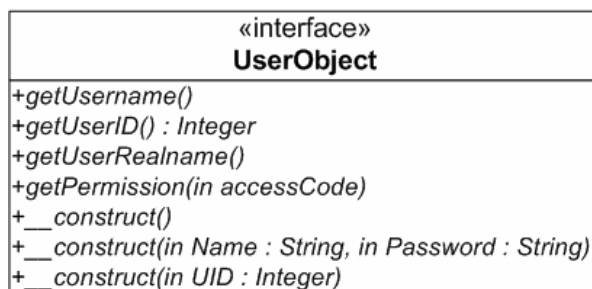 «interface»
UserObject
+getUsername()
+getUserID() : Integer
+getUserRealname()
+getPermission(in accessCode)
+__construct()
+__construct(in Name : String, in Password : String)
+__construct(in UID : Integer)